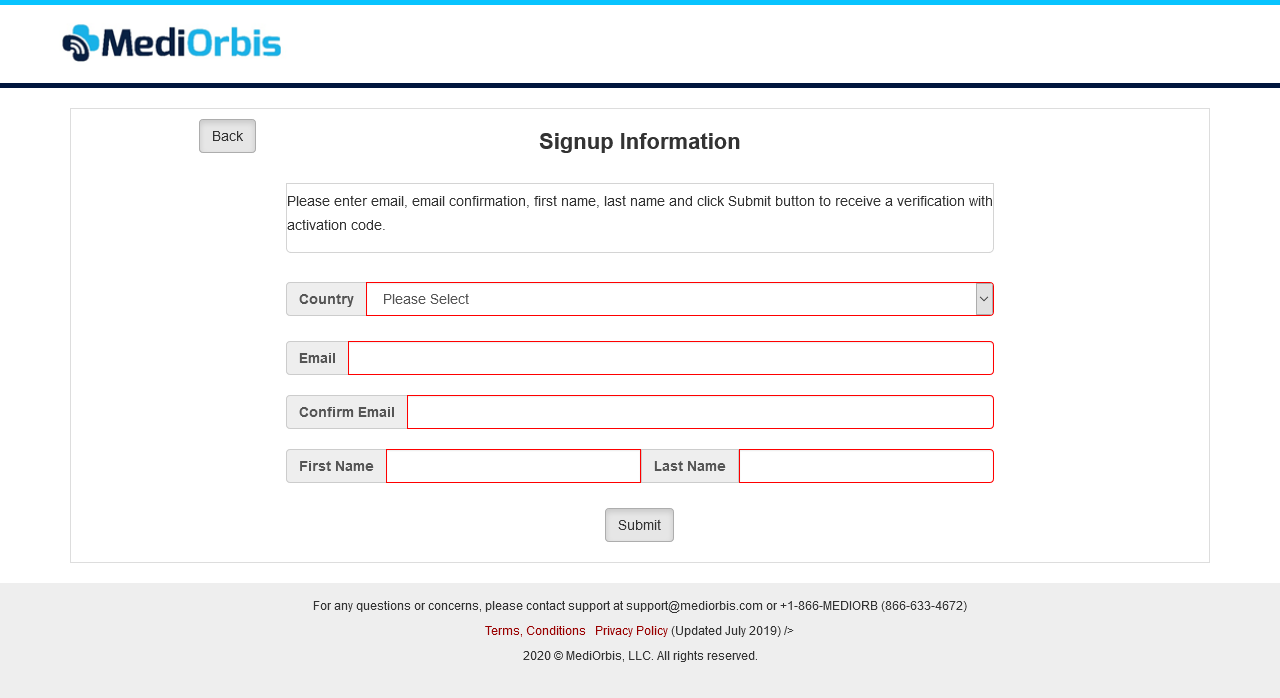 MediOrbis
Back
Signup Information
Please enter email, email confirmation, first name, last name and click Submit button to receive a verification with
activation code.
Country Please Select
Email
Confirm Email
First Name Last Name
Submit
For any questions or concerns, please contact support at support@mediorbis.com or +1-866-MEDIORB (866-633-4672)
Terms, Conditions Privacy Policy (Updated July 2019) />
2020 © MediOrbis, LLC. All rights reserved.